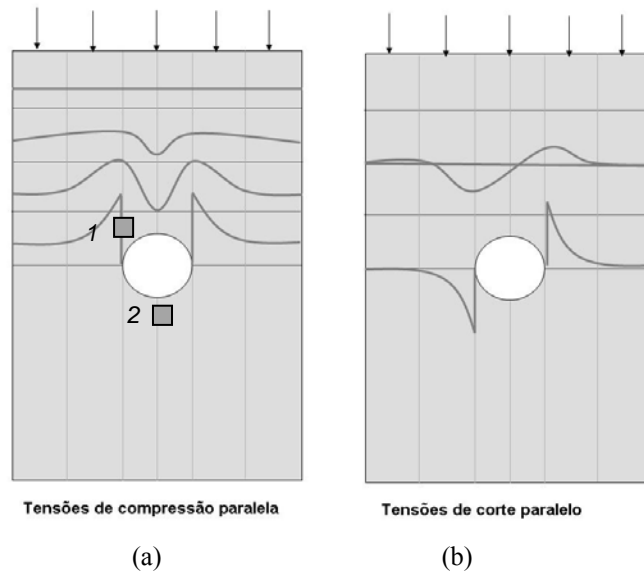 1
2
Tensões de compressão paralela
Tensões de corte paralelo
(a)
(b)